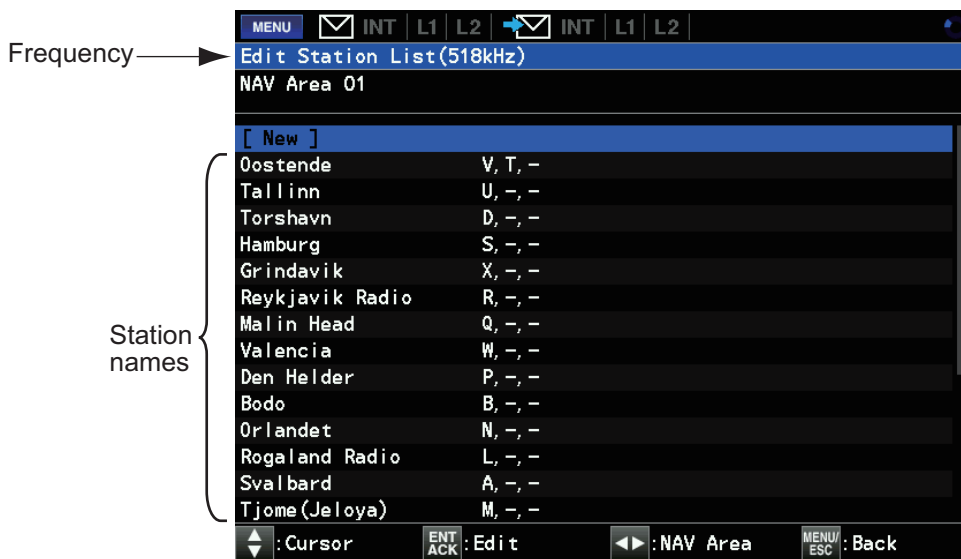 MENU INT L1 L2 INT L1 L2
Frequency
Edit Station List(518kHz)
NAV Area 01
[ New ]
Station names
Oostende V, T, –
Tallinn U, –, –
Torshavn D, –, –
Hamburg S, –, –
Grindavik X, –, –
Reykjavik Radio R, –, –
Malin Head Q, –, –
Valencia W, –, –
Den Helder P, –, –
Bodo B, –, –
Orlandet N, –, –
Rogaland Radio L, –, –
Svalbard A, –, –
Tjome(Jeloya) M, –, –
:Cursor ENT ACK :Edit :NAV Area MENU/ESC :Back